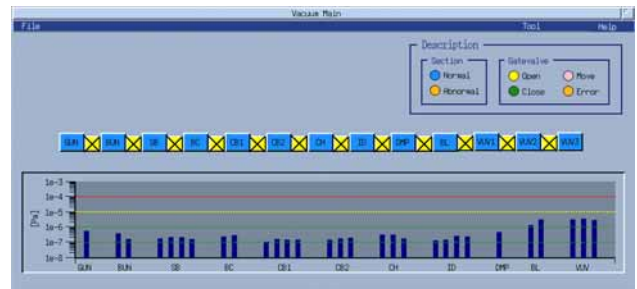 Vacuum Main
File Tool Help
Description
Section Gatevalve
Normal Open Move
Abnormal Close Error
GUN BUN SB BC CB1 CB2 CH ID DMP BL VUV1 VUV2 VUV3
1e-3
1e-4
1e-5
[Pa]
1e-6
1e-7
1e-8
GUN BUN SB BC CB1 CB2 CH ID DMP BL VUV